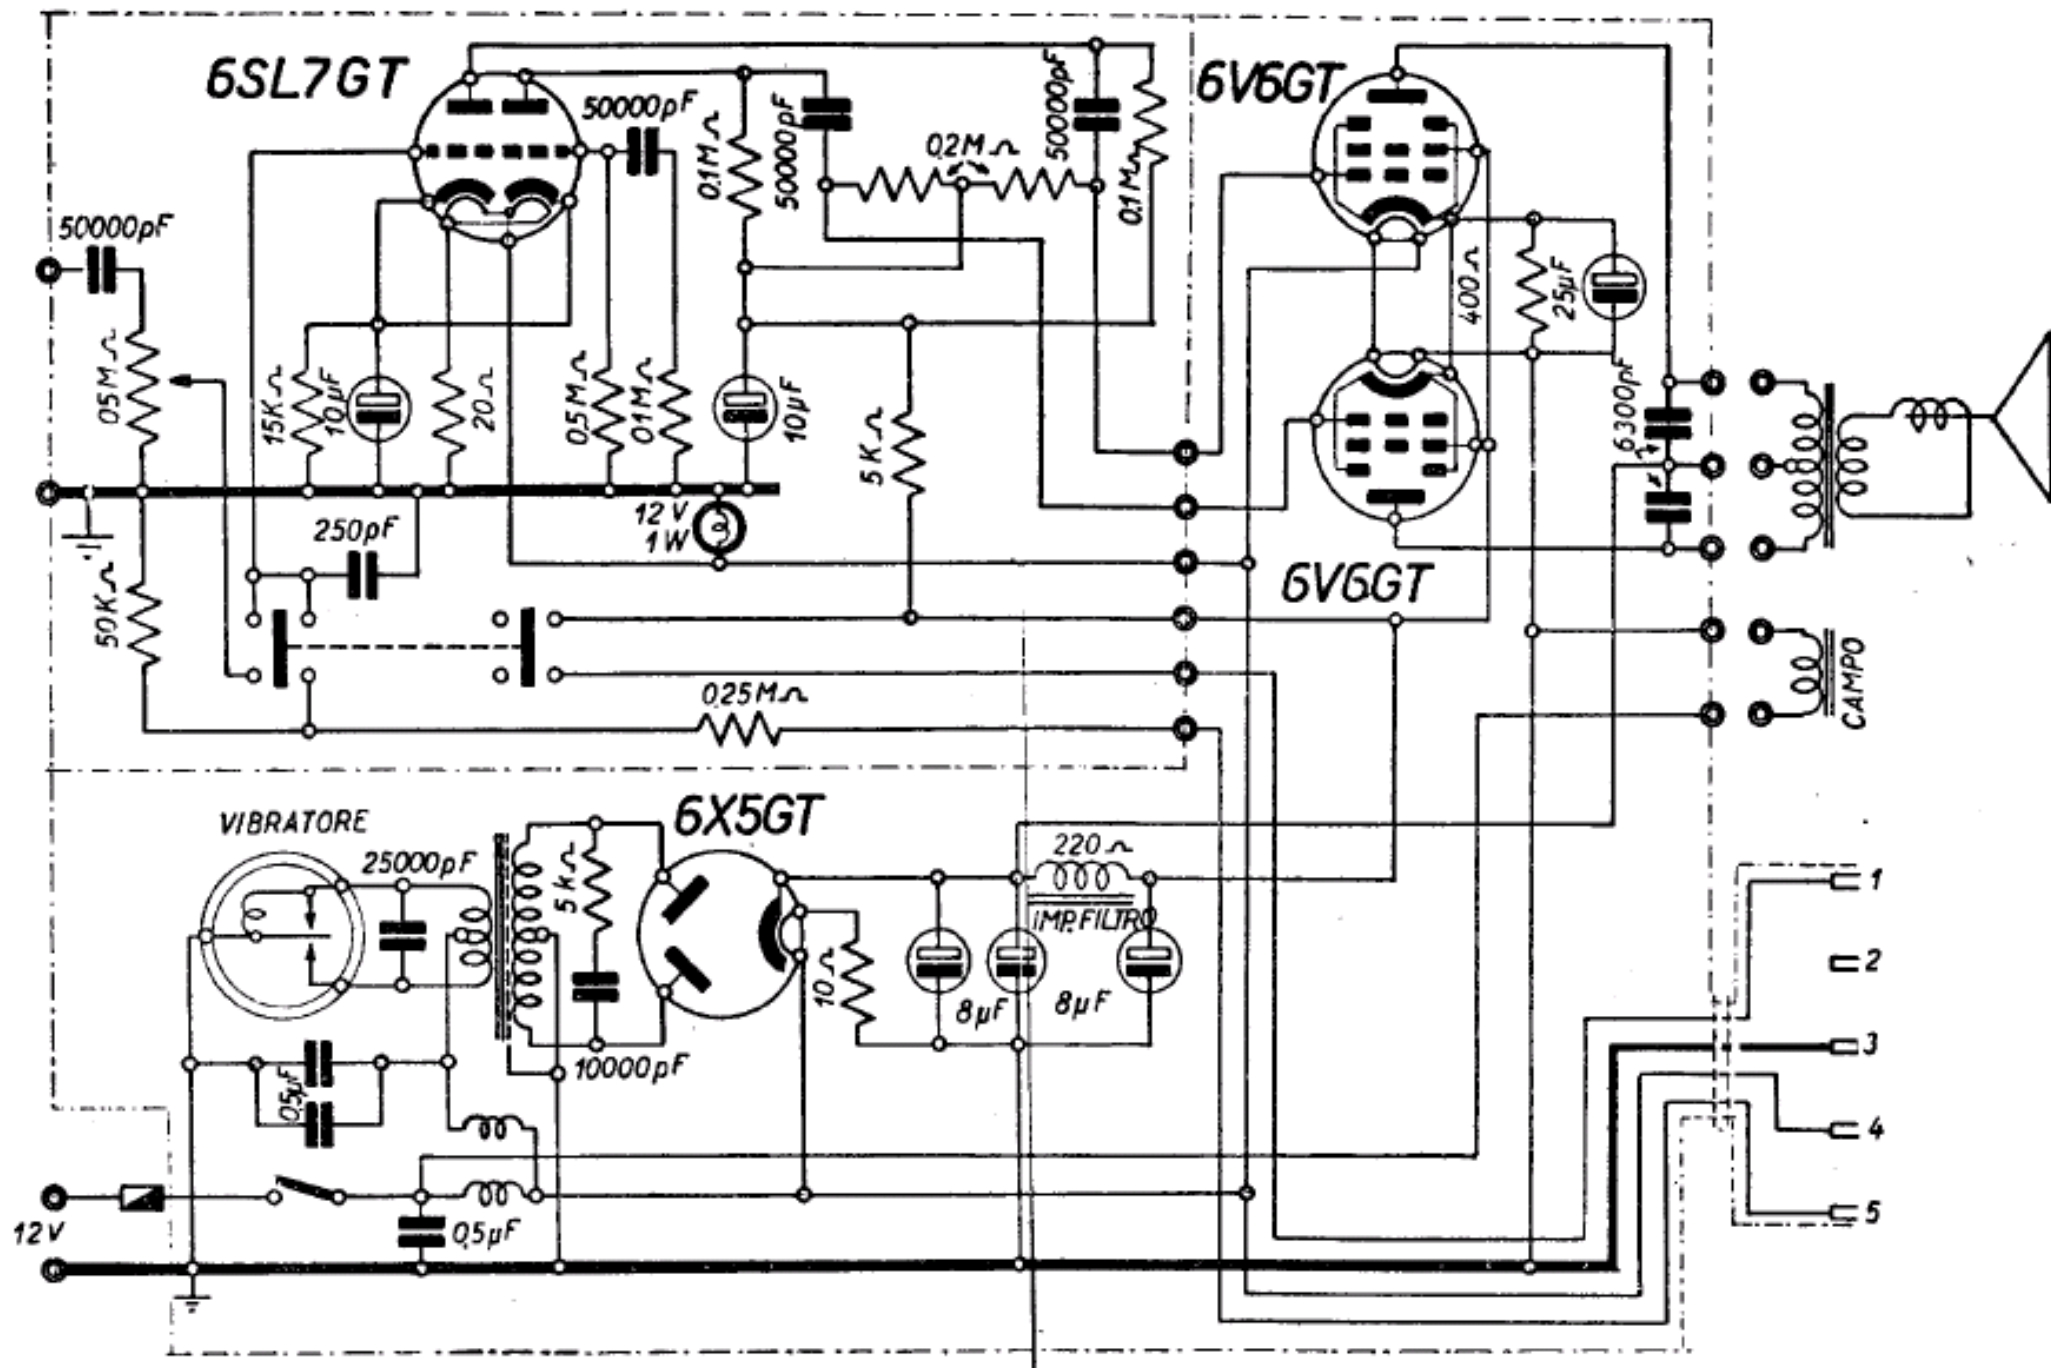 6SL7GT
50000pF
50000pF
0,1MΩ
50000pF
0,2MΩ
50000pF
0.1MΩ
6V6GT
400Ω
25µF
6300pF
0,5MΩ
15KΩ
10µF
20Ω
0,5MΩ
0,1MΩ
10µF
5KΩ
12V
1W
250pF
50KΩ
6V6GT
0,25MΩ
CAMPO
VIBRATORE
25000pF
6X5GT
5kΩ
10000pF
10Ω
220Ω
IMP.FILTRO
8µF
8µF
0,5µF
0,5µF
12V
1
2
3
4
5